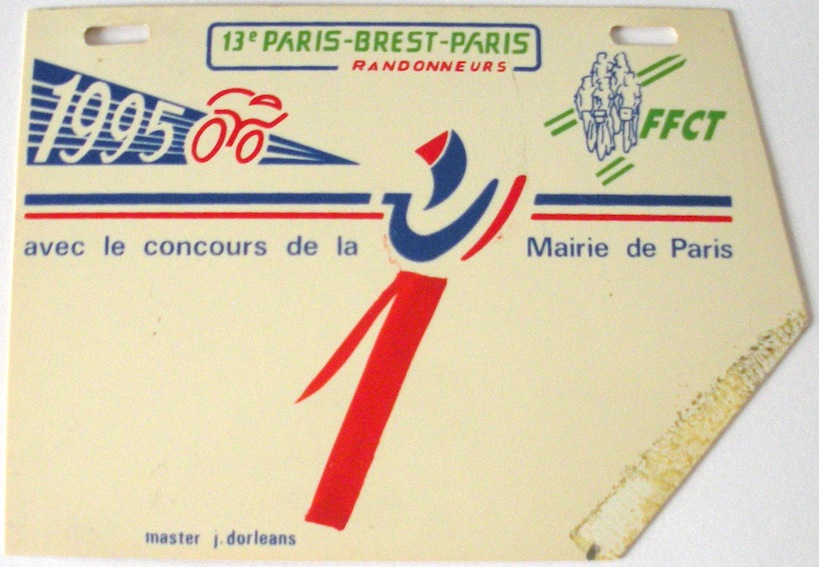 13e PARIS-BREST-PARIS
RANDONNEURS
1995
FFCT
avec le concours de la Mairie de Paris
1
master j.dorleans